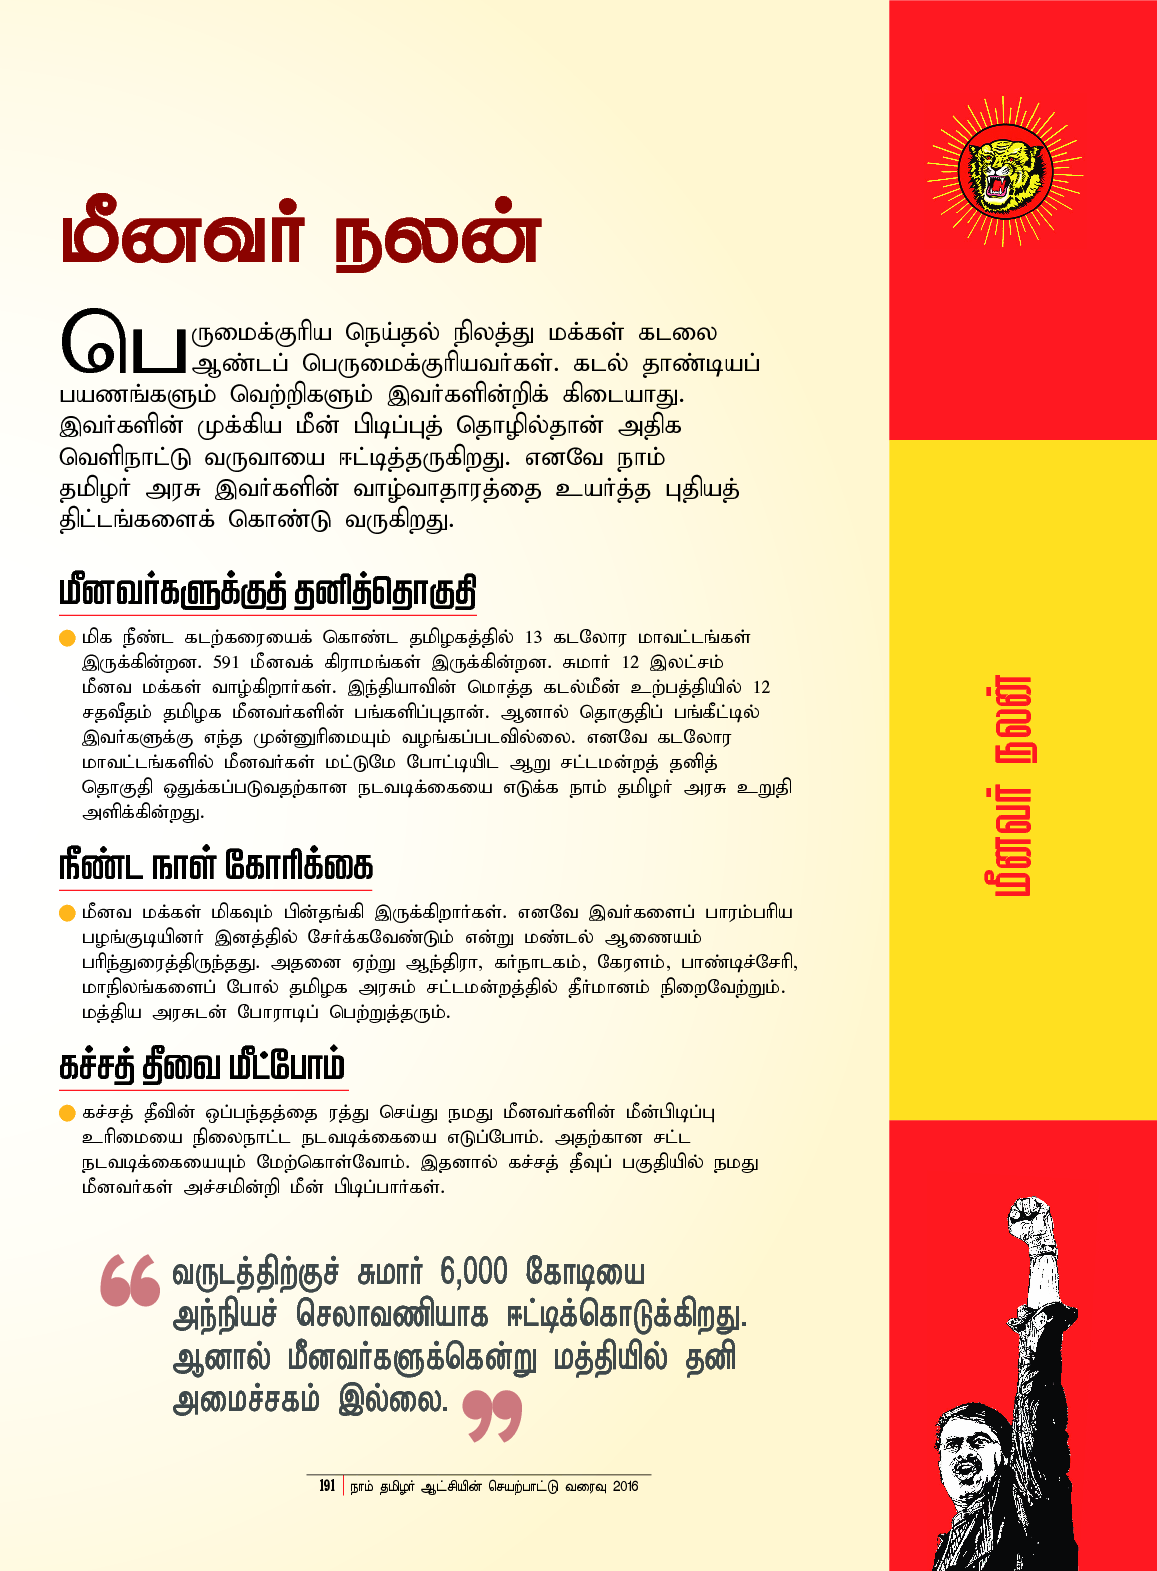 மீனவர் நலன்
பெருமைக்குரிய நெய்தல் நிலத்து மக்கள் கடலை
ஆண்டப் பெருமைக்குரியவர்கள். கடல் தாண்டியப்
பயணங்களும் வெற்றிகளும் இவர்களின்றிக் கிடையாது.
இவர்களின் முக்கிய மீன் பிடிப்புத் தொழில்தான் அதிக
வெளிநாட்டு வருவாயை ஈட்டித்தருகிறது. எனவே நாம்
தமிழர் அரசு இவர்களின் வாழ்வாதாரத்தை உயர்த்த புதியத்
திட்டங்களைக் கொண்டு வருகிறது.
மீனவர்களுக்குத் தனித்தொகுதி
மிக நீண்ட கடற்கரையைக் கொண்ட தமிழகத்தில் 13 கடலோர மாவட்டங்கள்
இருக்கின்றன. 591 மீனவக் கிராமங்கள் இருக்கின்றன. சுமார் 12 இலட்சம்
மீனவ மக்கள் வாழ்கிறார்கள். இந்தியாவின் மொத்த கடல்மீன் உற்பத்தியில் 12
சதவீதம் தமிழக மீனவர்களின் பங்களிப்புதான். ஆனால் தொகுதிப் பங்கீட்டில்
இவர்களுக்கு எந்த முன்னுரிமையும் வழங்கப்படவில்லை. எனவே கடலோர
மாவட்டங்களில் மீனவர்கள் மட்டுமே போட்டியிட ஆறு சட்டமன்றத் தனித்
தொகுதி ஒதுக்கப்படுவதற்கான நடவடிக்கையை எடுக்க நாம் தமிழர் அரசு உறுதி
அளிக்கின்றது.
நீண்ட நாள் கோரிக்கை
மீனவ மக்கள் மிகவும் பின்தங்கி இருக்கிறார்கள். எனவே இவர்களைப் பாரம்பரிய
பழங்குடியினர் இனத்தில் சேர்க்கவேண்டும் என்று மண்டல் ஆணையம்
பரிந்துரைத்திருந்தது. அதனை ஏற்று ஆந்திரா, கர்நாடகம், கேரளம், பாண்டிச்சேரி,
மாநிலங்களைப் போல் தமிழக அரசும் சட்டமன்றத்தில் தீர்மானம் நிறைவேற்றும்.
மத்திய அரசுடன் போராடிப் பெற்றுத்தரும்.
கச்சத் தீவை மீட்போம்
கச்சத் தீவின் ஒப்பந்தத்தை ரத்து செய்து நமது மீனவர்களின் மீன்பிடிப்பு
உரிமையை நிலைநாட்ட நடவடிக்கையை எடுப்போம். அதற்கான சட்ட
நடவடிக்கையையும் மேற்கொள்வோம். இதனால் கச்சத் தீவுப் பகுதியில் நமது
மீனவர்கள் அச்சமின்றி மீன் பிடிப்பார்கள்.
“ வருடத்திற்குச் சுமார் 6,000 கோடியை
அந்நியச் செலாவணியாக ஈட்டிக்கொடுக்கிறது.
ஆனால் மீனவர்களுக்கென்று மத்தியில் தனி
அமைச்சகம் இல்லை. ”
191 நாம் தமிழர் ஆட்சியின் செயற்பாட்டு வரைவு 2016
மீனவர் நலன்